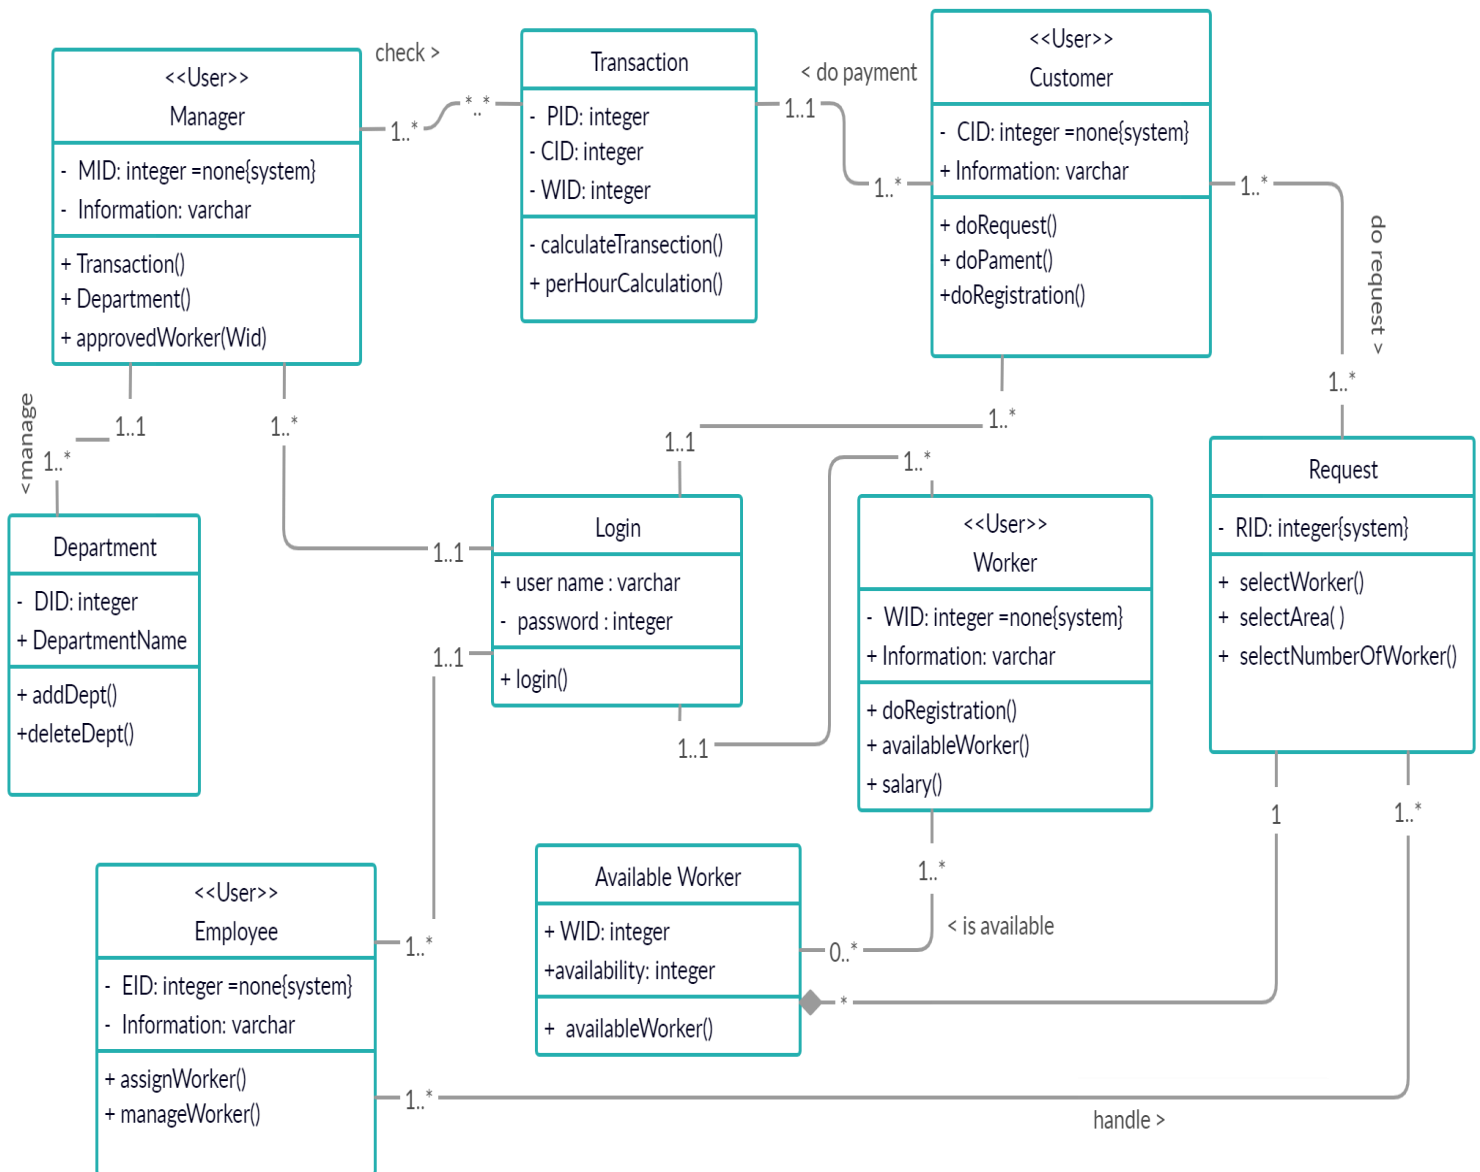 <<User>>
Manager
- MID: integer =none{system}
- Information: varchar
+ Transaction()
+ Department()
+ approvedWorker(Wid)
check >
1..*
*..*
Transaction
- PID: integer
- CID: integer
- WID: integer
- calculateTransection()
+ perHourCalculation()
< do payment
1..1
1..*
<<User>>
Customer
- CID: integer =none{system}
+ Information: varchar
+ doRequest()
+ doPament()
+doRegistration()
1..*
do request >
1..*
<manage
1..1
1..*
1..*
1..1
1..1
1..*
1..*
Department
- DID: integer
+ DepartmentName
+ addDept()
+deleteDept()
Login
+ user name : varchar
- password : integer
+ login()
1..1
1..1
<<User>>
Worker
- WID: integer =none{system}
+ Information: varchar
+ doRegistration()
+ availableWorker()
+ salary()
Request
- RID: integer{system}
+ selectWorker()
+ selectArea( )
+ selectNumberOfWorker()
1
1..*
<<User>>
Employee
- EID: integer =none{system}
- Information: varchar
+ assignWorker()
+ manageWorker()
1..*
1..*
Available Worker
+ WID: integer
+availability: integer
+ availableWorker()
1..*
< is available
0..*
*
handle >